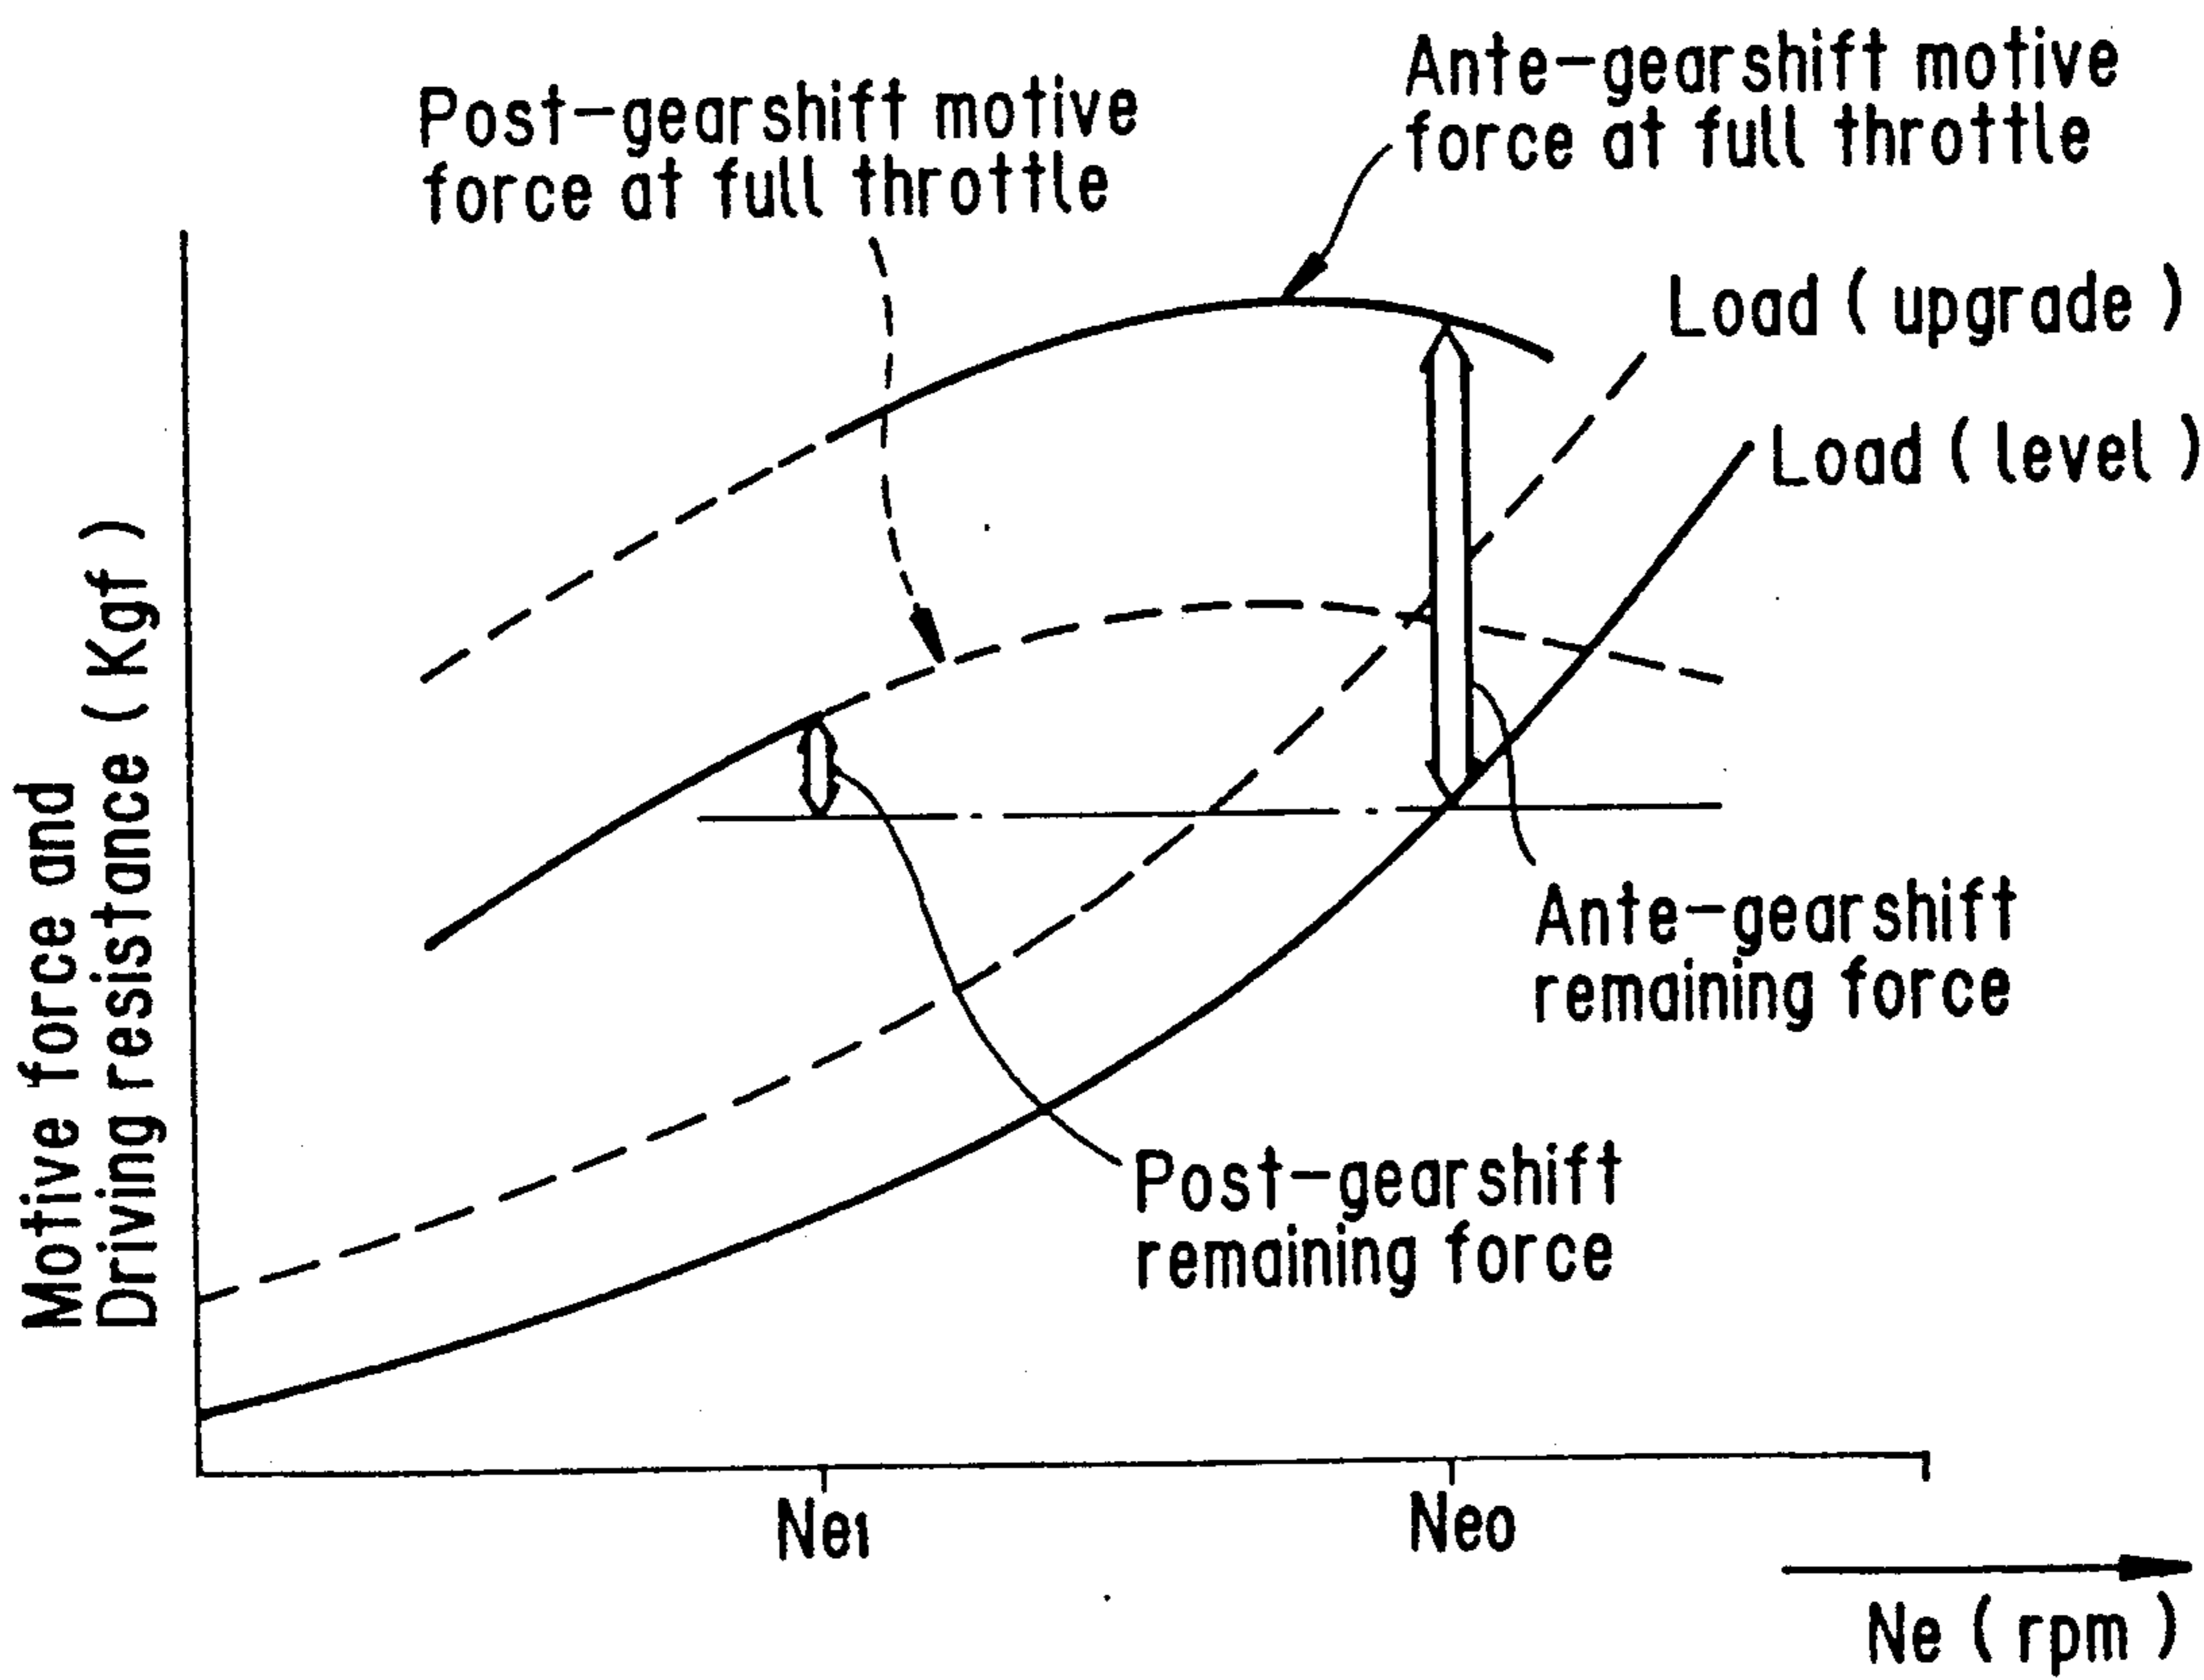 Ante-gearshift motive
force at full throttle
Post-gearshift motive
force at full throttle
Load ( upgrade )
Load ( level )
Motive force and
Driving resistance ( Kgf )
Ante-gearshift
remaining force
Post-gearshift
remaining force
Ne1
Neo
Ne ( rpm )